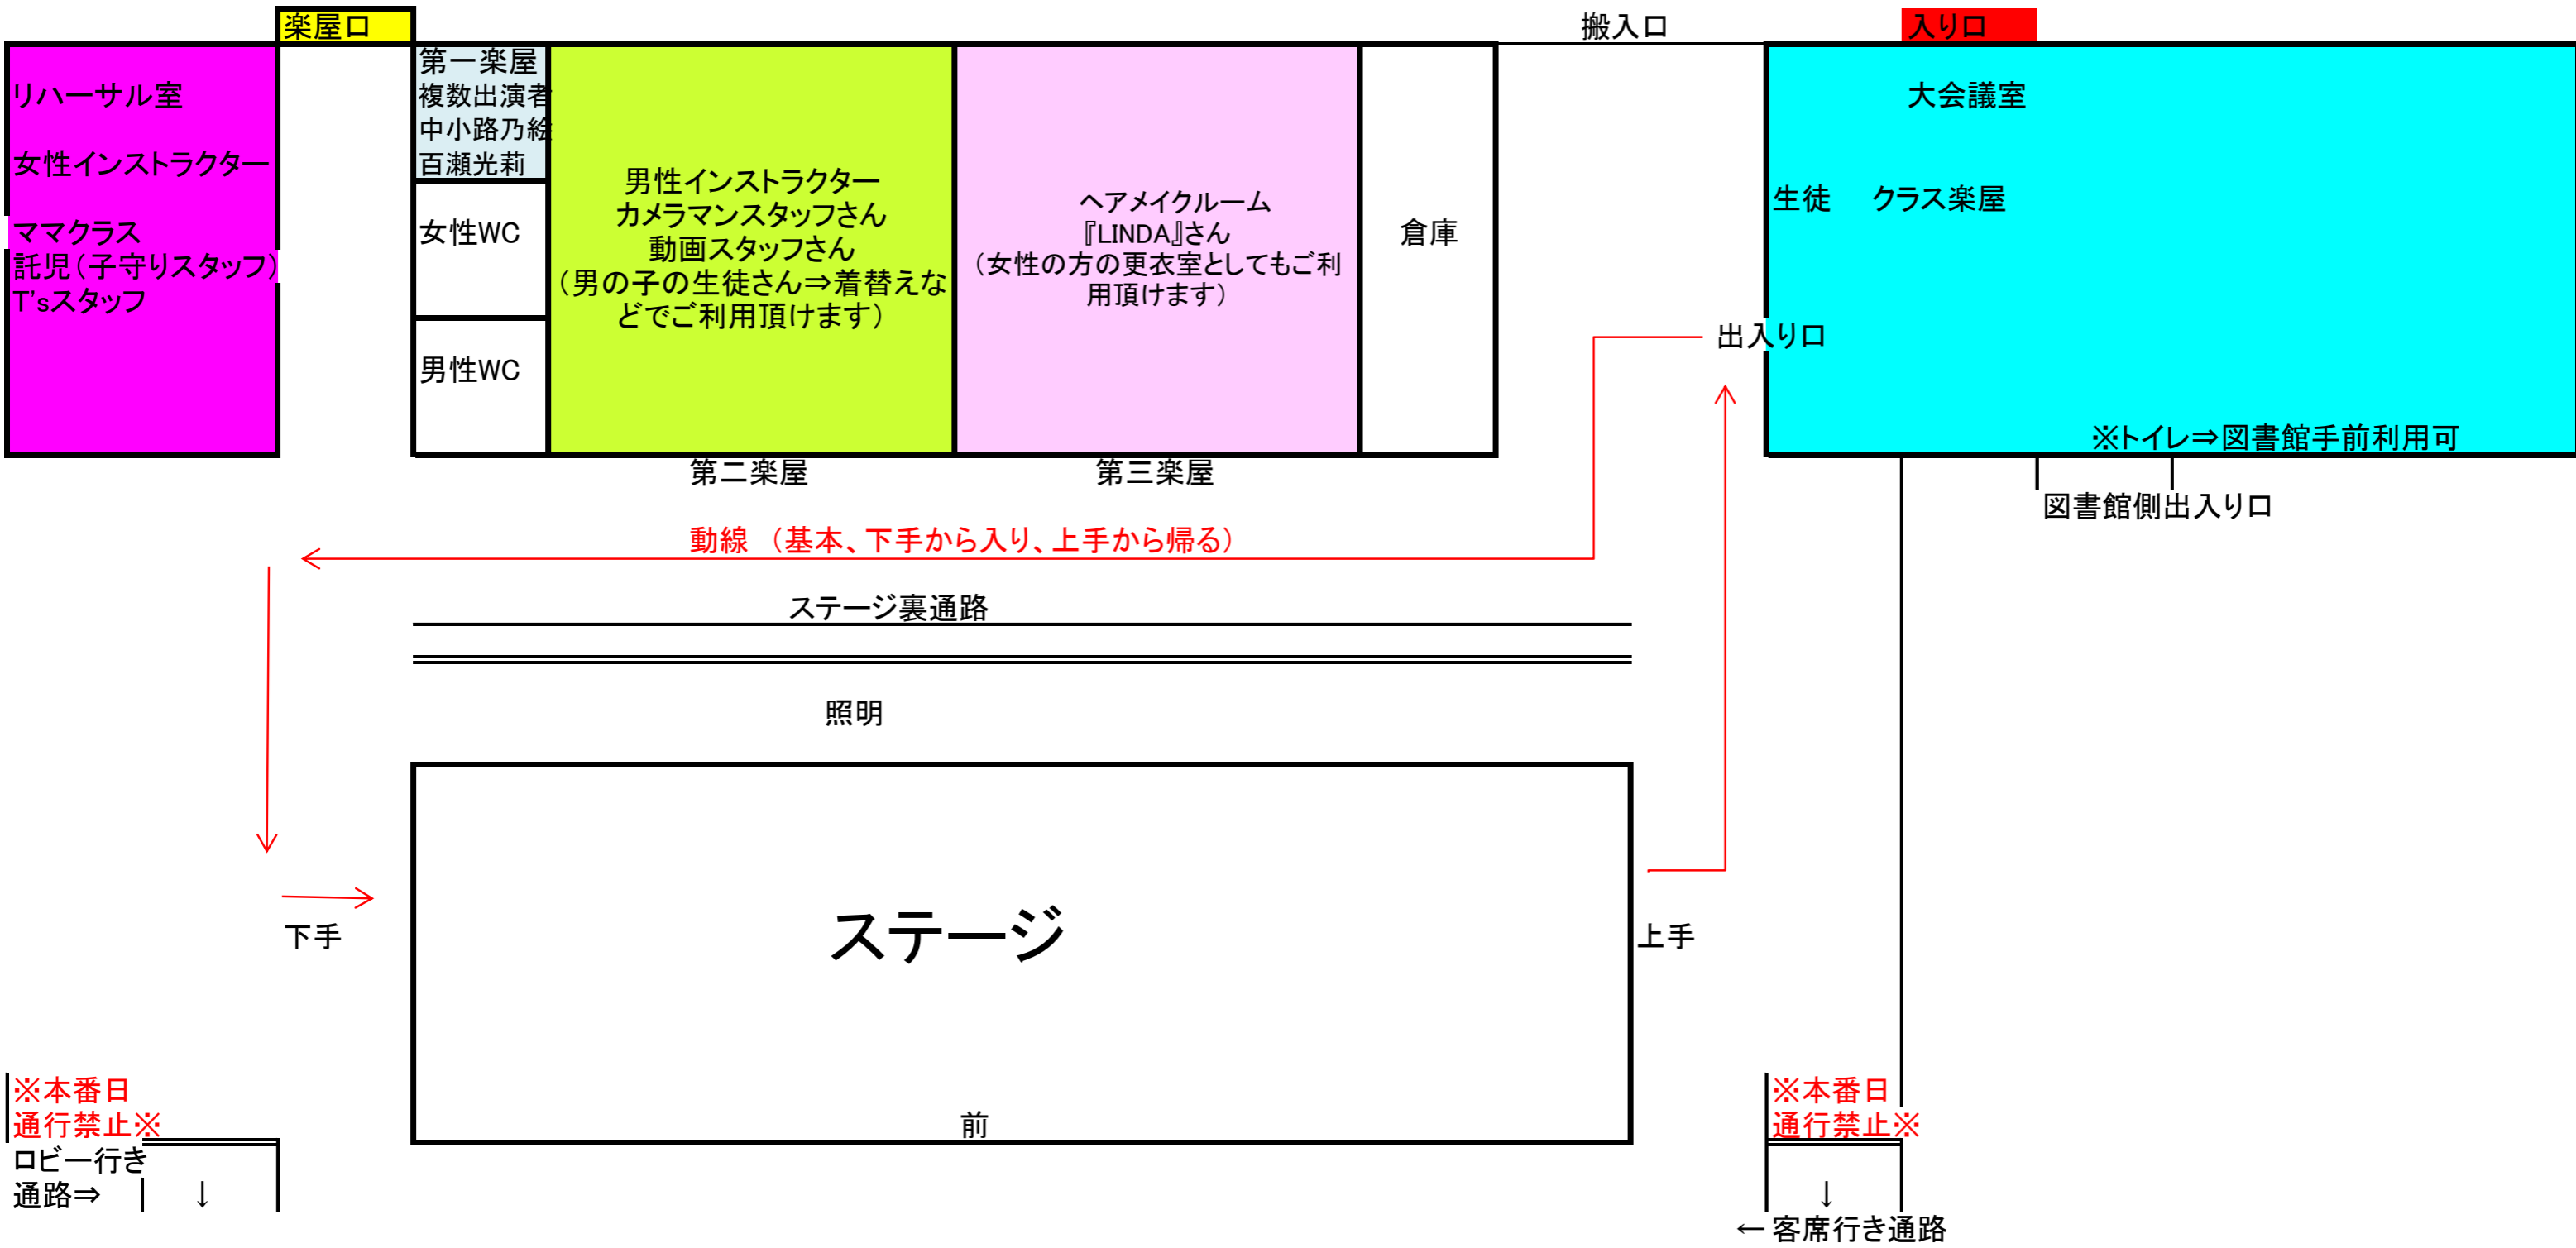 楽屋口
搬入口
入り口
リハーサル室
女性インストラクター
ママクラス
託児(子守りスタッフ)
T'sスタッフ
第一楽屋
複数出演者
中小路乃絵
百瀬光莉
女性WC
男性WC
男性インストラクター
カメラマンスタッフさん
動画スタッフさん
(男の子の生徒さん⇒着替えな
どでご利用頂けます)
ヘアメイクルーム
『LINDA』さん
(女性の方の更衣室としてもご利
用頂けます)
倉庫
大会議室
生徒 クラス楽屋
出入り口
※トイレ⇒図書館手前利用可
第二楽屋
第三楽屋
図書館側出入り口
動線 (基本、下手から入り、上手から帰る)
ステージ裏通路
照明
ステージ
下手
上手
前
※本番日
通行禁止※
ロビー行き
通路⇒ ↓
※本番日
通行禁止※
↓
←客席行き通路